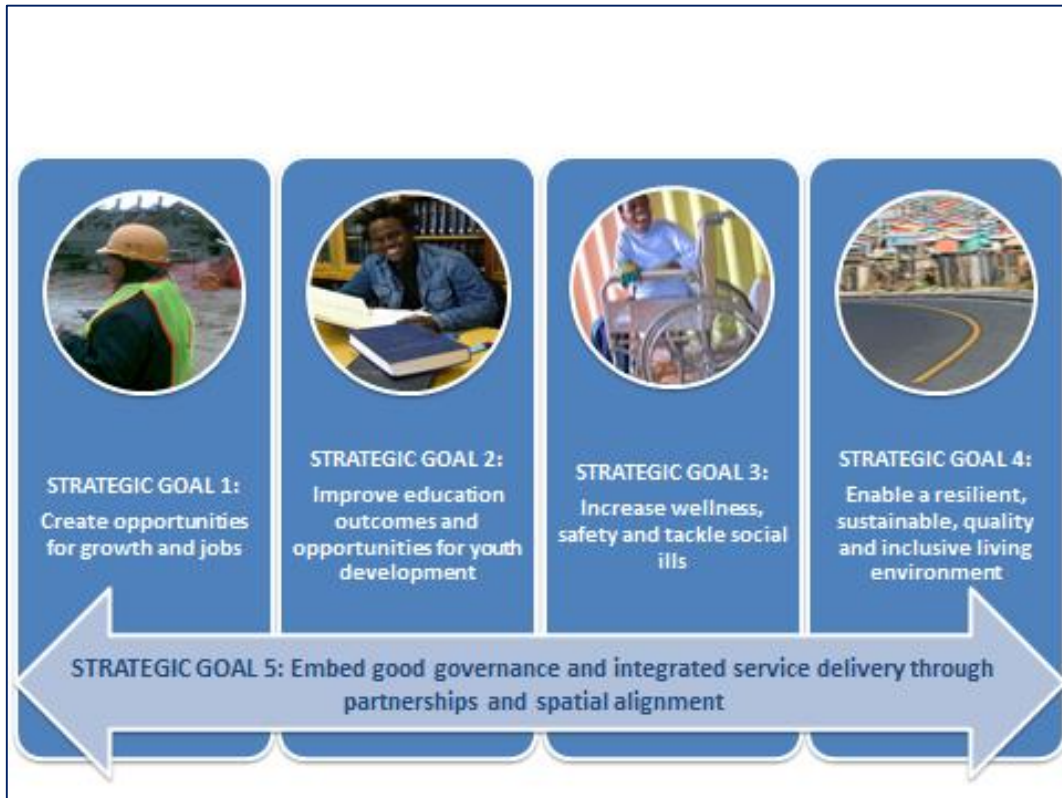 STRATEGIC GOAL 1:
Create opportunities
for growth and jobs
STRATEGIC GOAL 2:
Improve education
outcomes and
opportunities for youth
development
STRATEGIC GOAL 3:
Increase wellness,
safety and tackle social
ills
STRATEGIC GOAL 4:
Enable a resilient,
sustainable, quality
and inclusive living
environment
STRATEGIC GOAL 5: Embed good governance and integrated service delivery through
partnerships and spatial alignment